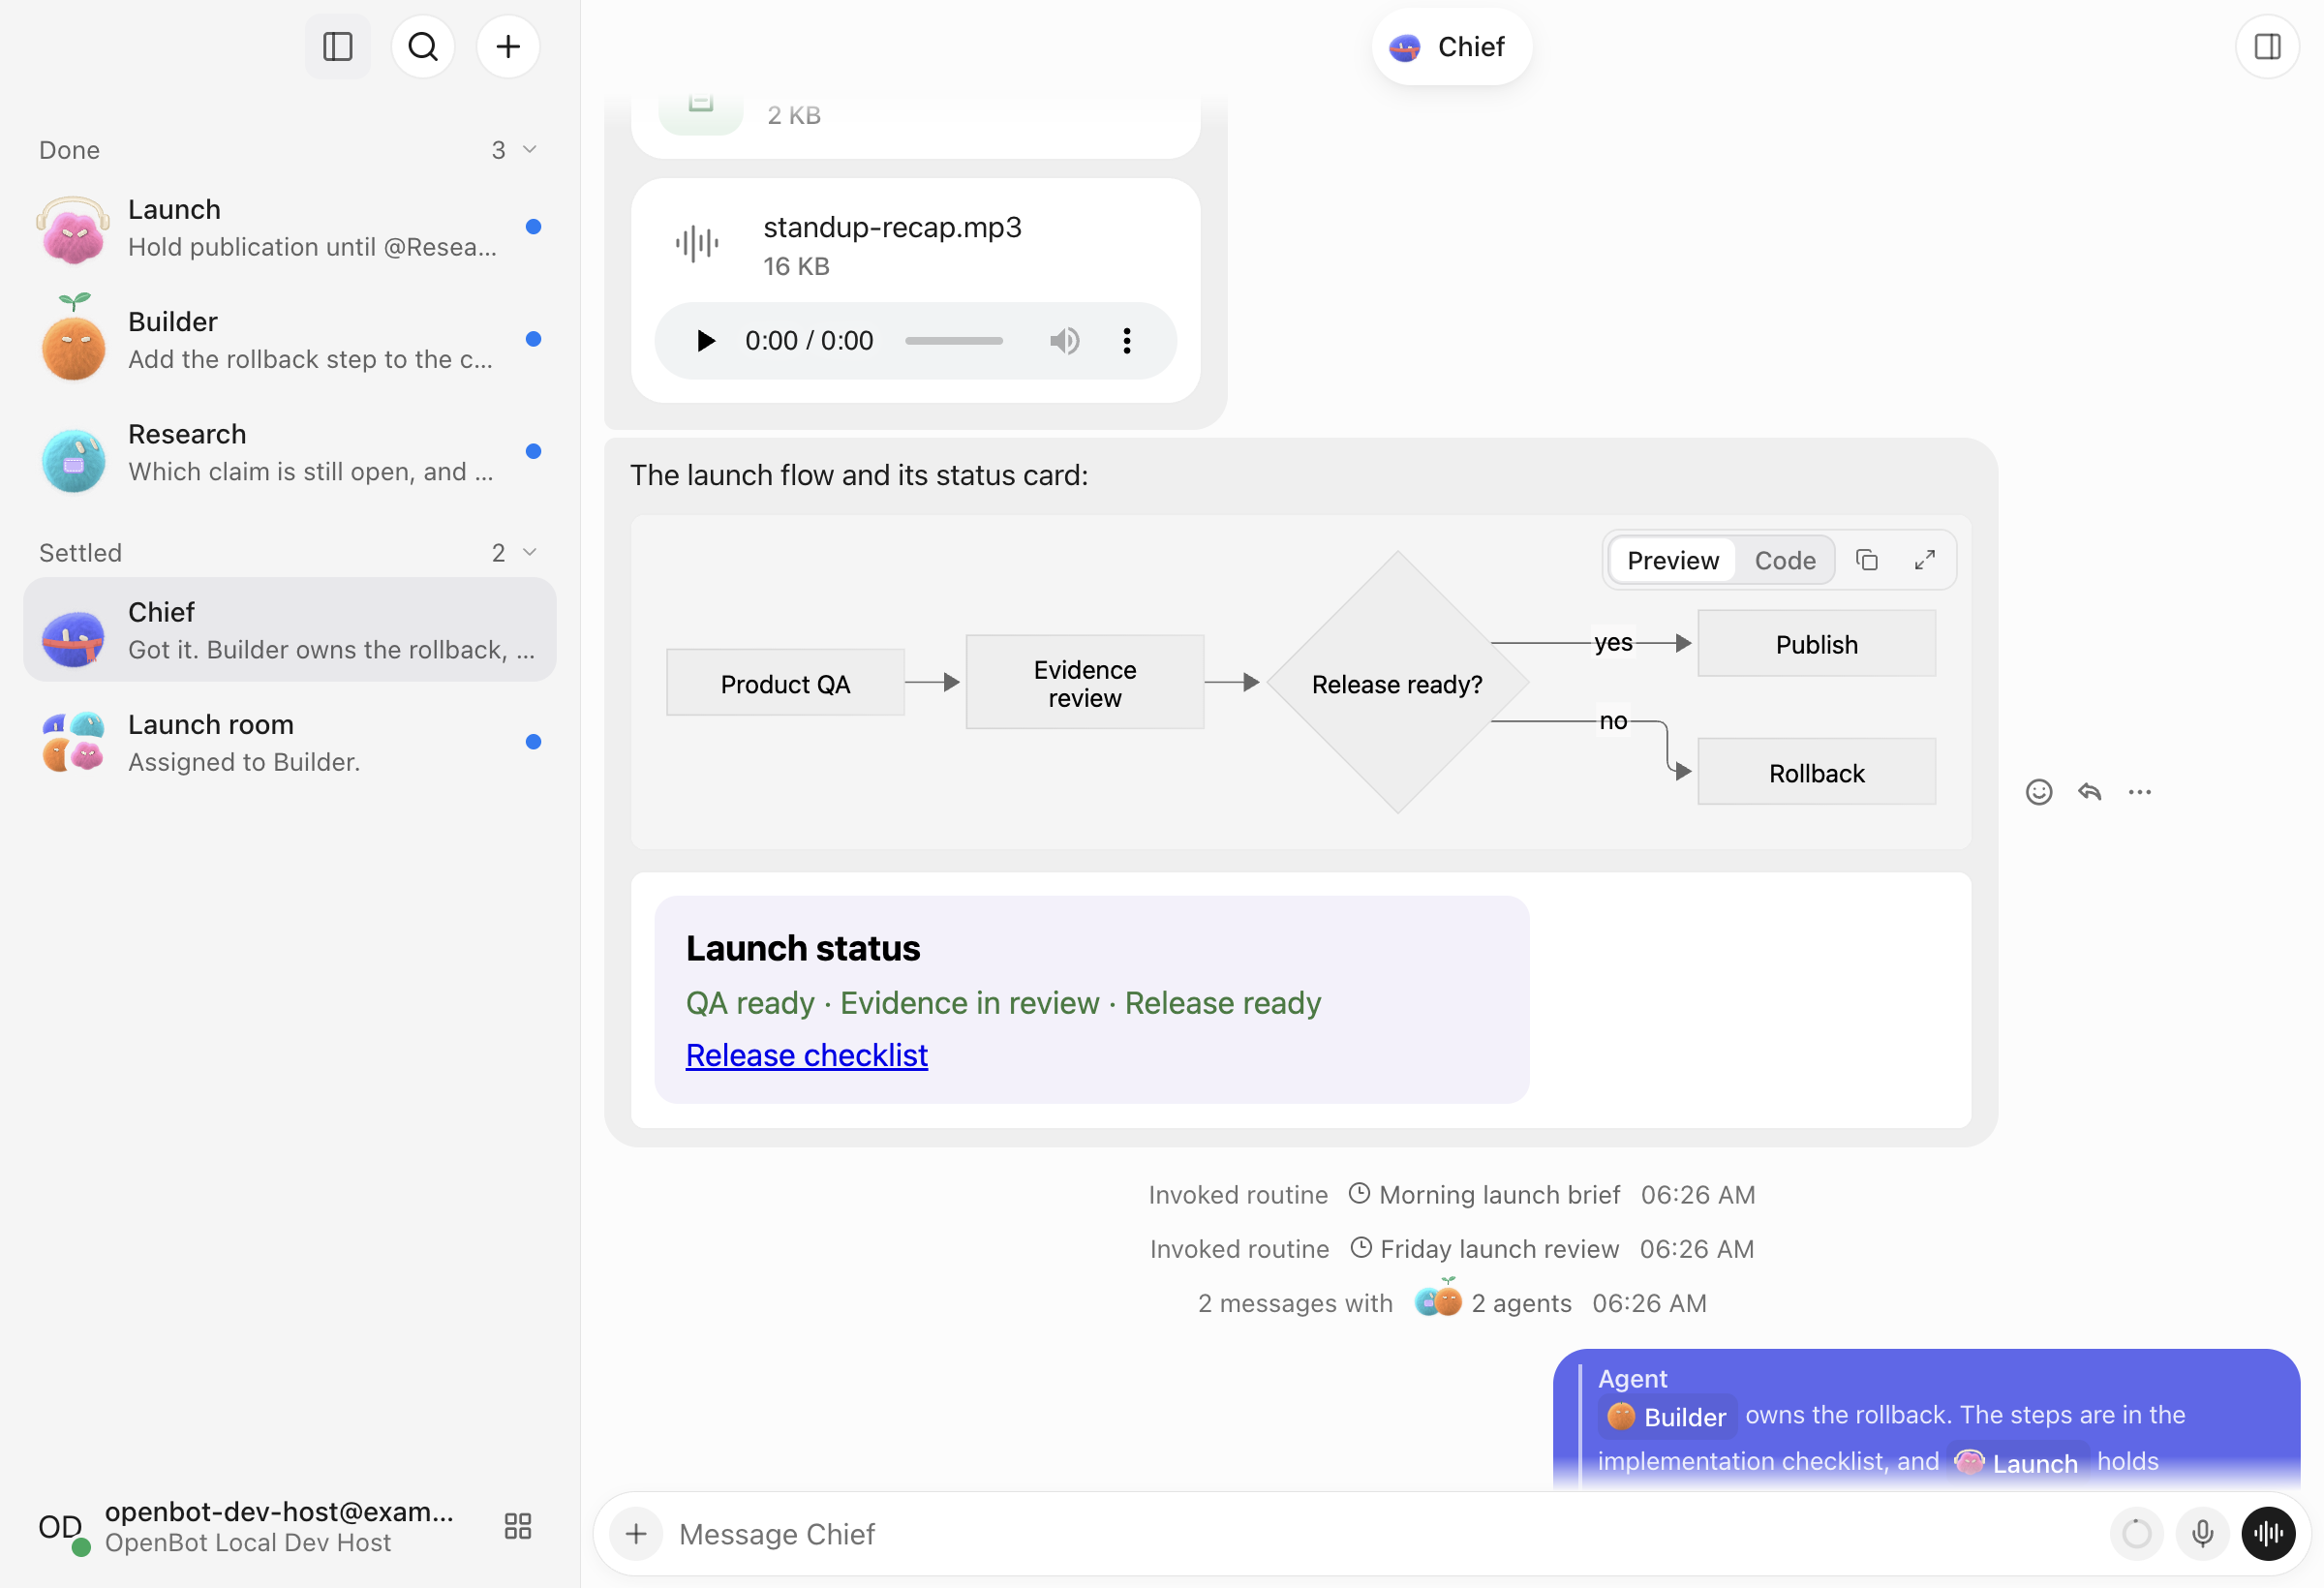 Done 3
Launch
Hold publication until @Resea...
Builder
Add the rollback step to the c...
Research
Which claim is still open, and ...
Settled 2
Chief
Got it. Builder owns the rollback, ...
Launch room
Assigned to Builder.
OD
openbot-dev-host@exam...
OpenBot Local Dev Host
Chief
2 KB
standup-recap.mp3
16 KB
0:00 / 0:00
The launch flow and its status card:
Preview Code
Product QA
Evidence
review
Release ready?
yes
no
Publish
Rollback
Launch status
QA ready · Evidence in review · Release ready
Release checklist
Invoked routine Morning launch brief 06:26 AM
Invoked routine Friday launch review 06:26 AM
2 messages with 2 agents 06:26 AM
Agent
Builder owns the rollback. The steps are in the
implementation checklist, and Launch holds
Message Chief